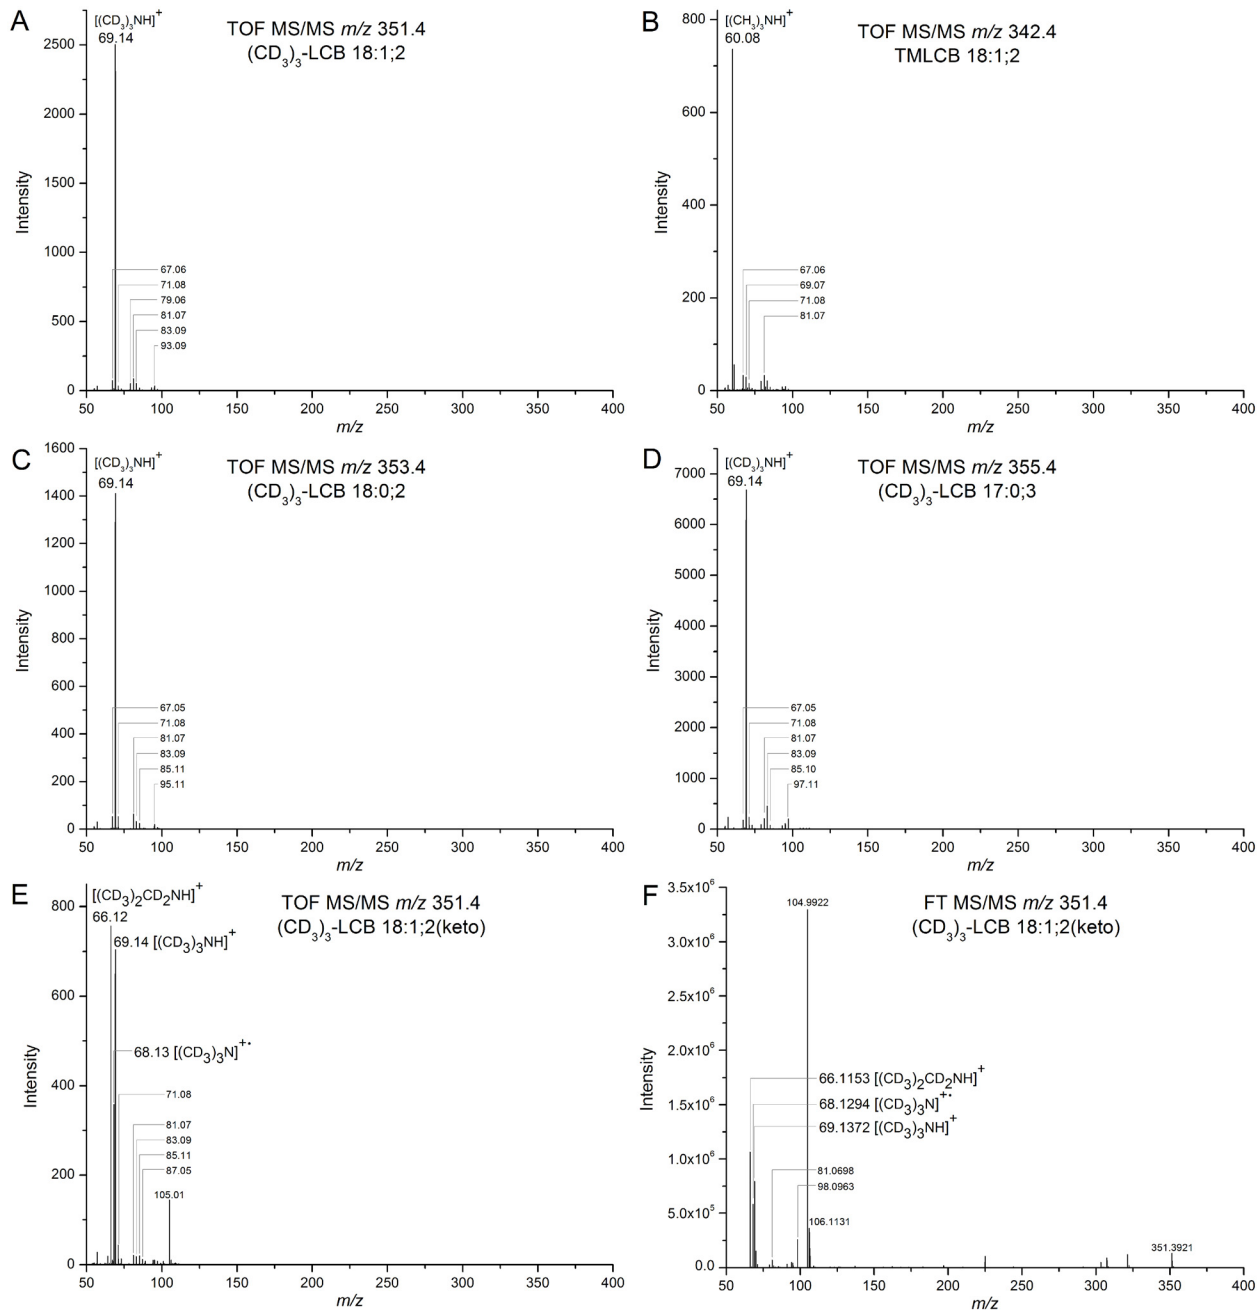 A
[(CD3)3NH]+
69.14
TOF MS/MS m/z 351.4
(CD3)3-LCB 18:1;2
2500
2000
1500
1000
500
0
Intensity
67.06
71.08
79.06
81.07
83.09
93.09
50 100 150 200 250 300 350 400
m/z
B
[(CH3)3NH]+
60.08
TOF MS/MS m/z 342.4
TMLCB 18:1;2
800
600
400
200
0
Intensity
67.06
69.07
71.08
81.07
50 100 150 200 250 300 350 400
m/z
C
[(CD3)3NH]+
69.14
TOF MS/MS m/z 353.4
(CD3)3-LCB 18:0;2
1600
1400
1200
1000
800
600
400
200
0
Intensity
67.05
71.08
81.07
83.09
85.11
95.11
50 100 150 200 250 300 350 400
m/z
D
[(CD3)3NH]+
69.14
TOF MS/MS m/z 355.4
(CD3)3-LCB 17:0;3
7000
6000
5000
4000
3000
2000
1000
0
Intensity
67.05
71.08
81.07
83.09
85.10
97.11
50 100 150 200 250 300 350 400
m/z
E
[(CD3)2CD2NH]+
66.12
69.14 [(CD3)3NH]+
TOF MS/MS m/z 351.4
(CD3)3-LCB 18:1;2(keto)
800
600
400
200
0
Intensity
68.13 [(CD3)3N]+•
71.08
81.07
83.09
85.11
87.05
105.01
50 100 150 200 250 300 350 400
m/z
F
104.9922
FT MS/MS m/z 351.4
(CD3)3-LCB 18:1;2(keto)
3.5x10^6
3.0x10^6
2.5x10^6
2.0x10^6
1.5x10^6
1.0x10^6
5.0x10^5
0.0
Intensity
66.1153 [(CD3)2CD2NH]+
68.1294 [(CD3)3N]+•
69.1372 [(CD3)3NH]+
81.0698
98.0963
106.1131
351.3921
50 100 150 200 250 300 350 400
m/z